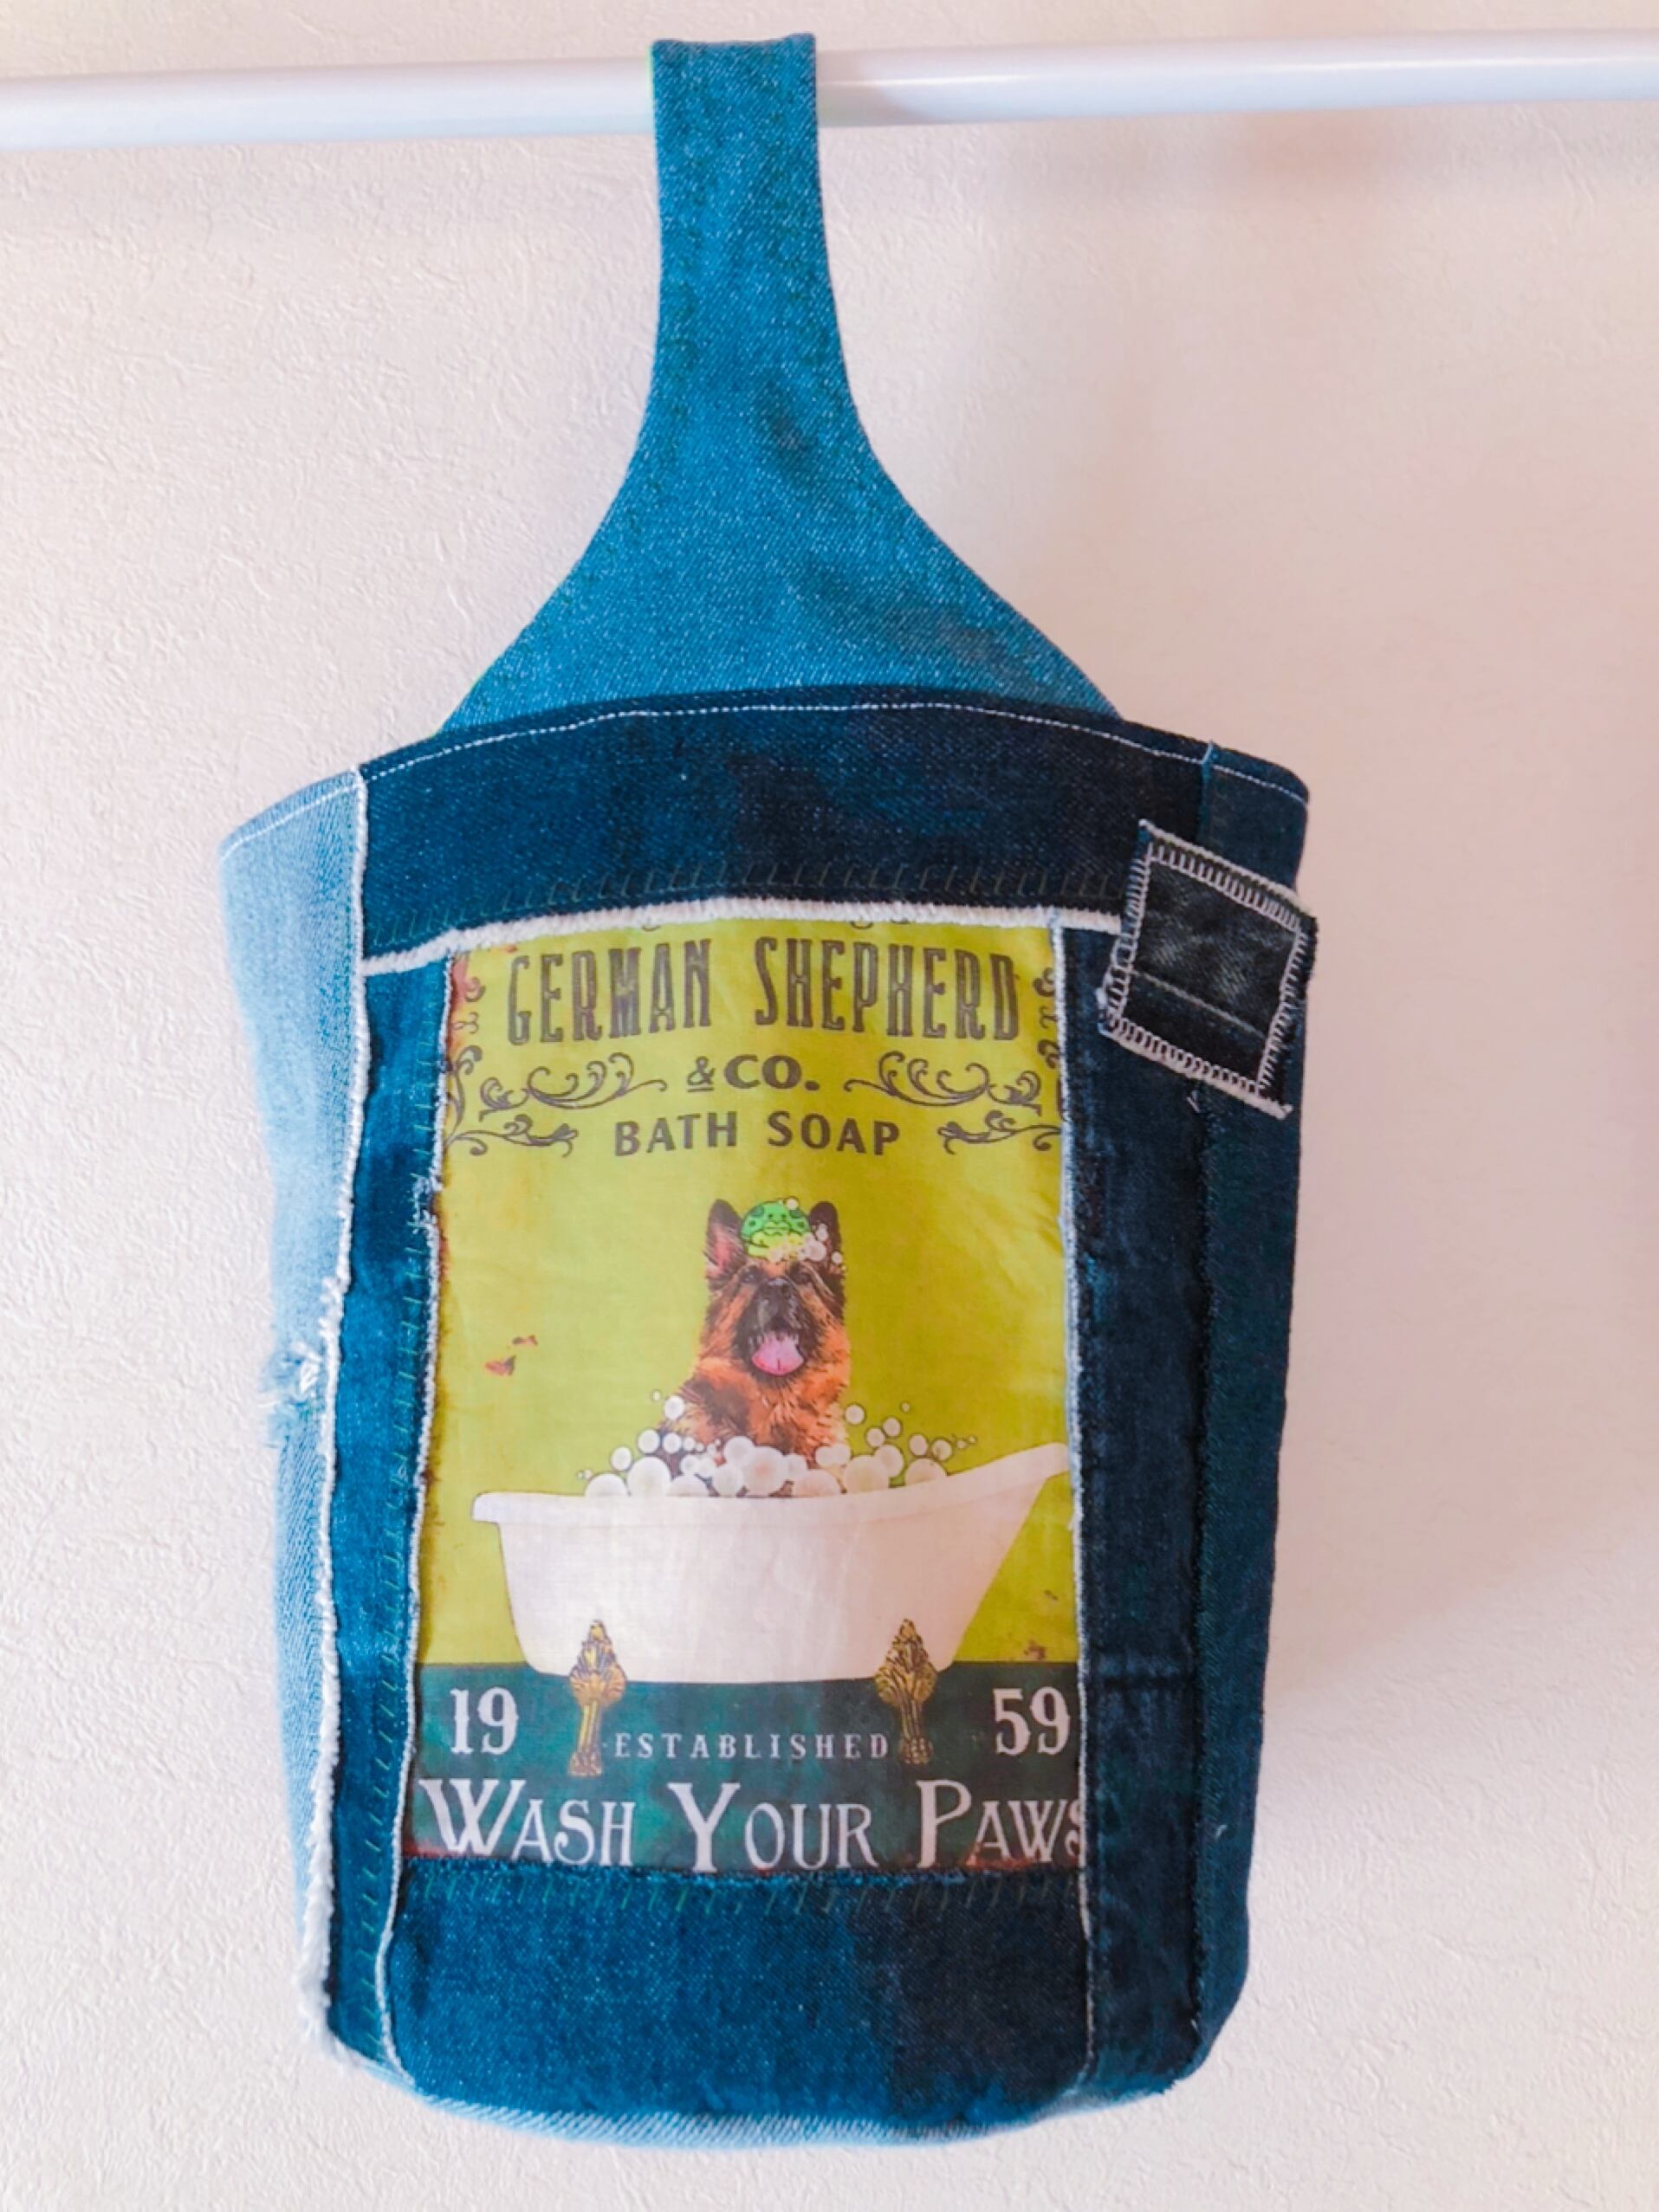 GERMAN SHEPHERD
&CO.
BATH SOAP
19 59
ESTABLISHED
WASH YOUR PAWS